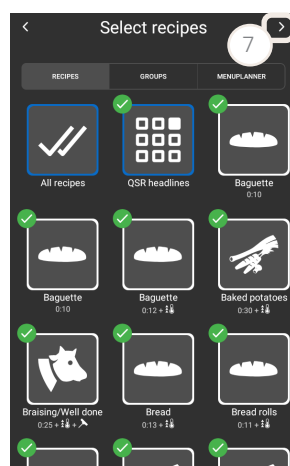 Select recipes
7
RECIPES GROUPS MENUPLANNER
All recipes QSR headlines Baguette
0:10
Baguette Baguette Baked potatoes
0:10 0:12 + 0:30 +
Braising/Well done Bread Bread rolls
0:25 + + 0:13 + 0:11 +